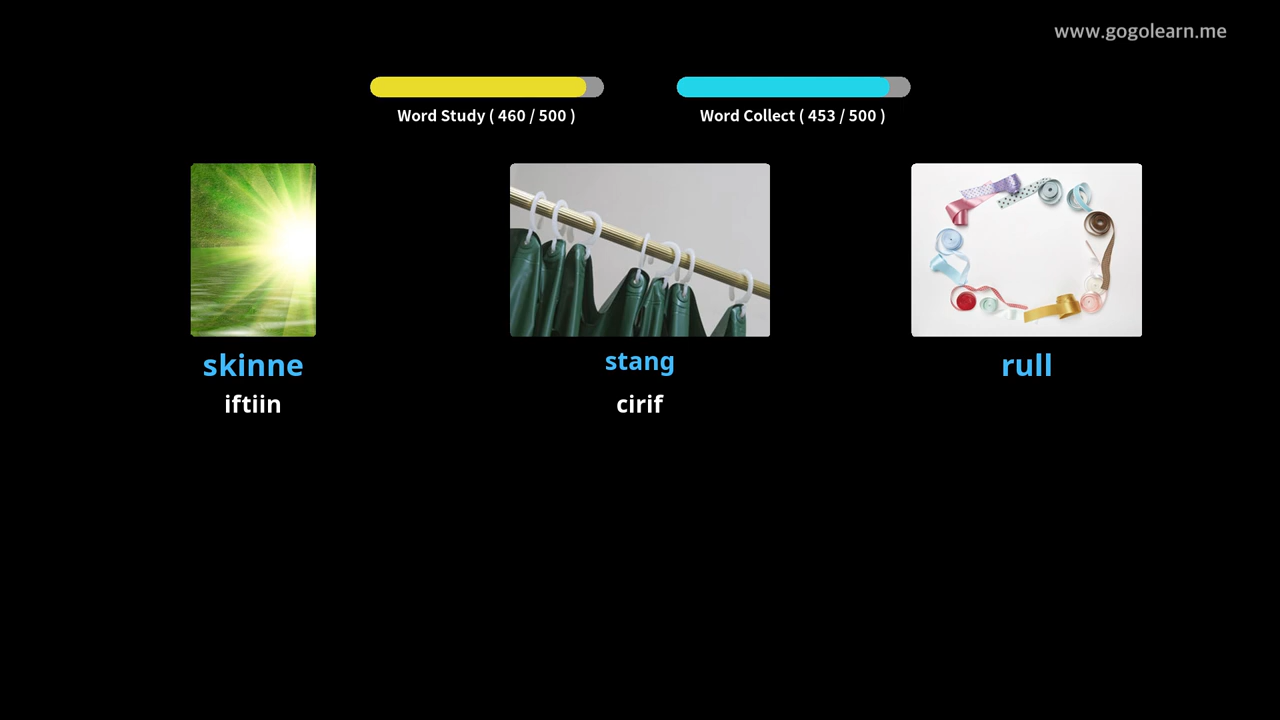 www.gogolearn.me
Word Study ( 460 / 500 )
Word Collect ( 453 / 500 )
skinne
iftiin
stang
cirif
rull